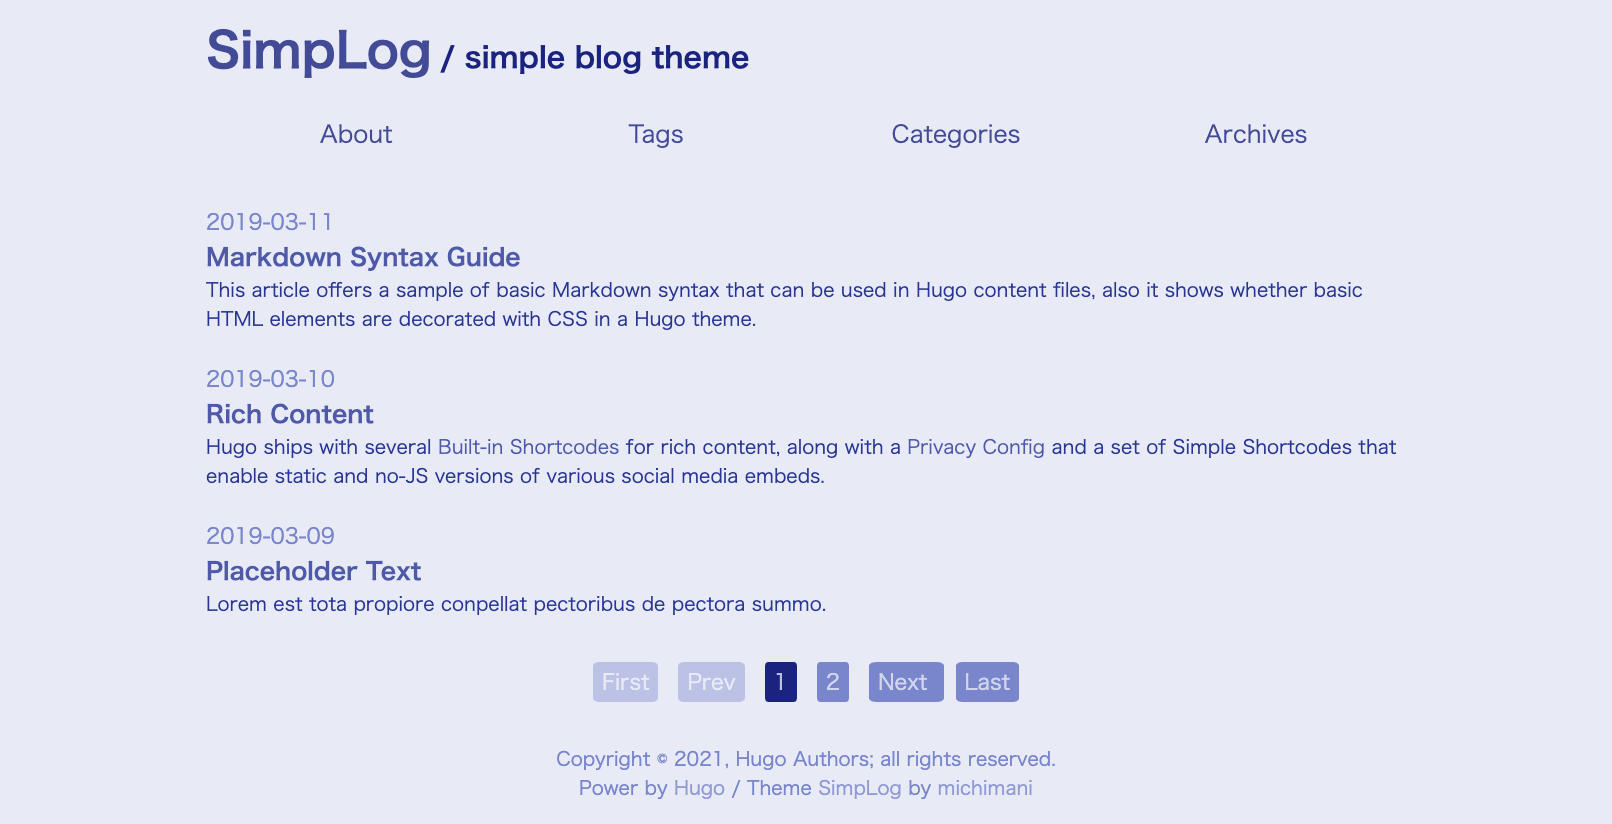 SimpLog / simple blog theme
About Tags Categories Archives
2019-03-11
Markdown Syntax Guide
This article offers a sample of basic Markdown syntax that can be used in Hugo content files, also it shows whether basic
HTML elements are decorated with CSS in a Hugo theme.
2019-03-10
Rich Content
Hugo ships with several Built-in Shortcodes for rich content, along with a Privacy Config and a set of Simple Shortcodes that
enable static and no-JS versions of various social media embeds.
2019-03-09
Placeholder Text
Lorem est tota propiore conpellat pectoribus de pectora summo.
First Prev 1 2 Next Last
Copyright © 2021, Hugo Authors; all rights reserved.
Power by Hugo / Theme SimpLog by michimani